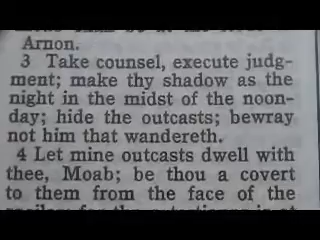 Arnon.
3 Take counsel, execute judg-
ment; make thy shadow as the
night in the midst of the noon-
day; hide the outcasts; bewray
not him that wandereth.
4 Let mine outcasts dwell with
thee, Moab; be thou a covert
to them from the face of the